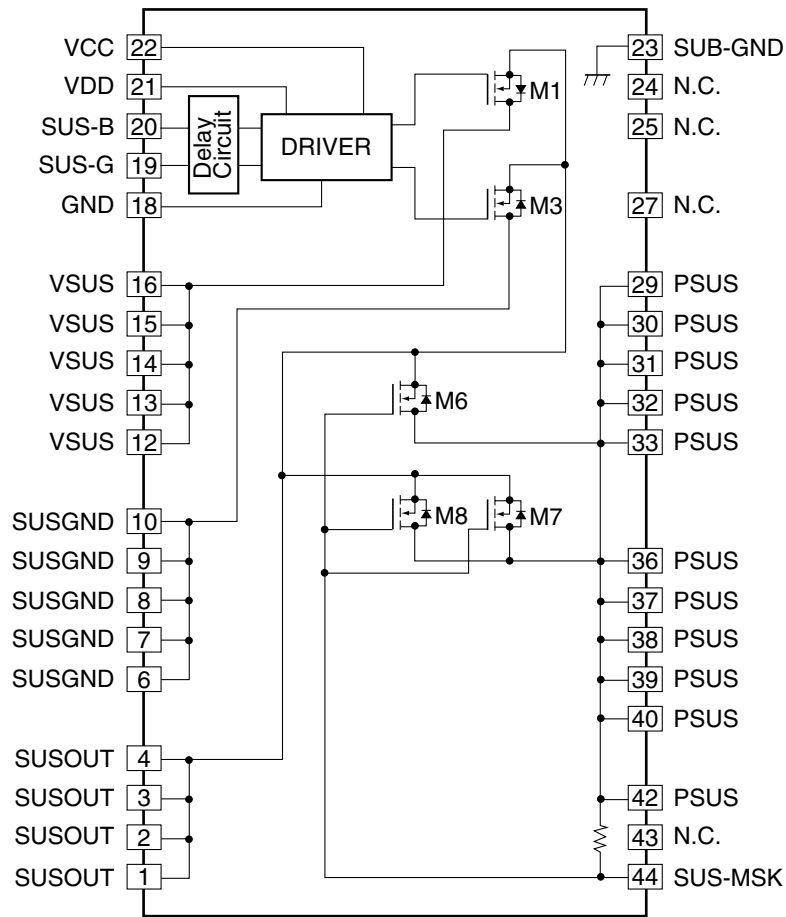 VCC 22
VDD 21
SUS-B 20
SUS-G 19
GND 18
VSUS 16
VSUS 15
VSUS 14
VSUS 13
VSUS 12
SUSGND 10
SUSGND 9
SUSGND 8
SUSGND 7
SUSGND 6
SUSOUT 4
SUSOUT 3
SUSOUT 2
SUSOUT 1
Delay
Circuit
DRIVER
M1
M3
M6
M8
M7
23 SUB-GND
24 N.C.
25 N.C.
27 N.C.
29 PSUS
30 PSUS
31 PSUS
32 PSUS
33 PSUS
36 PSUS
37 PSUS
38 PSUS
39 PSUS
40 PSUS
42 PSUS
43 N.C.
44 SUS-MSK